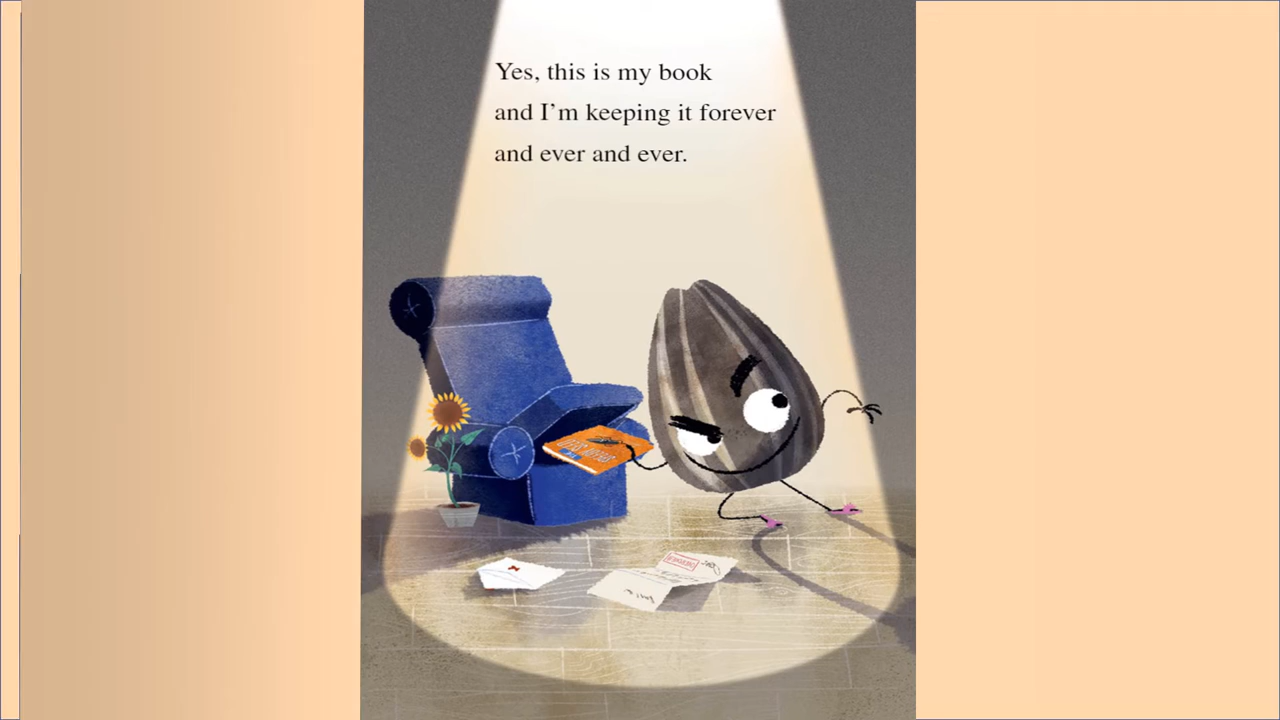 Yes, this is my book
and I’m keeping it forever
and ever and ever.